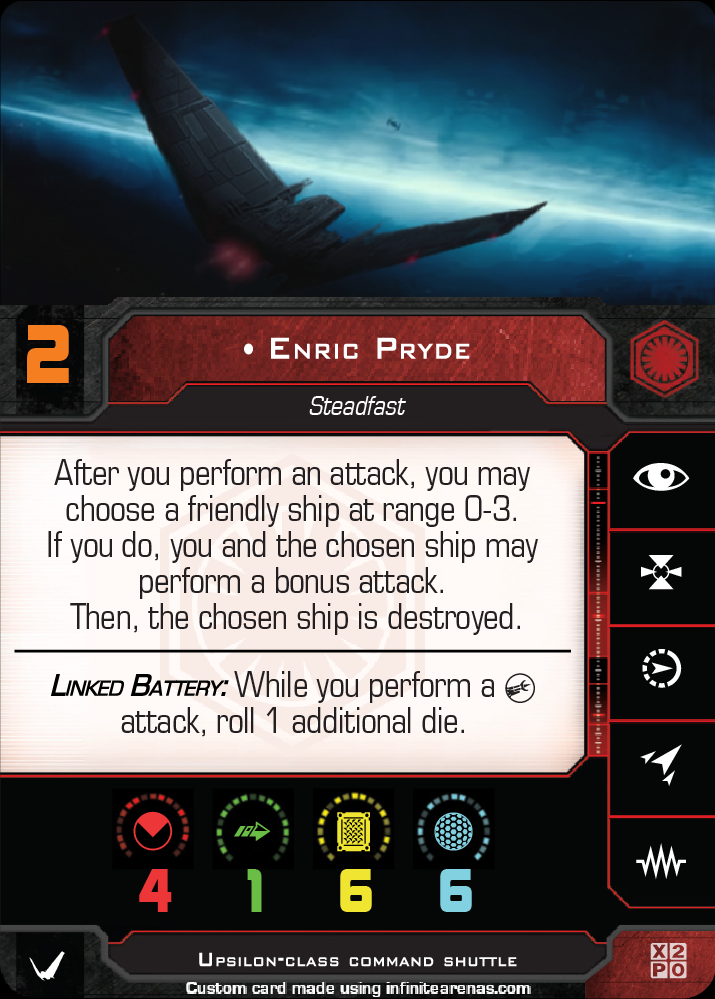 2
• Enric Pryde
Steadfast
After you perform an attack, you may
choose a friendly ship at range 0-3.
If you do, you and the chosen ship may
perform a bonus attack.
Then, the chosen ship is destroyed.
Linked Battery: While you perform a
attack, roll 1 additional die.
4 1 6 6
Upsilon-class command shuttle
X2
PO
Custom card made using infinitearenas.com